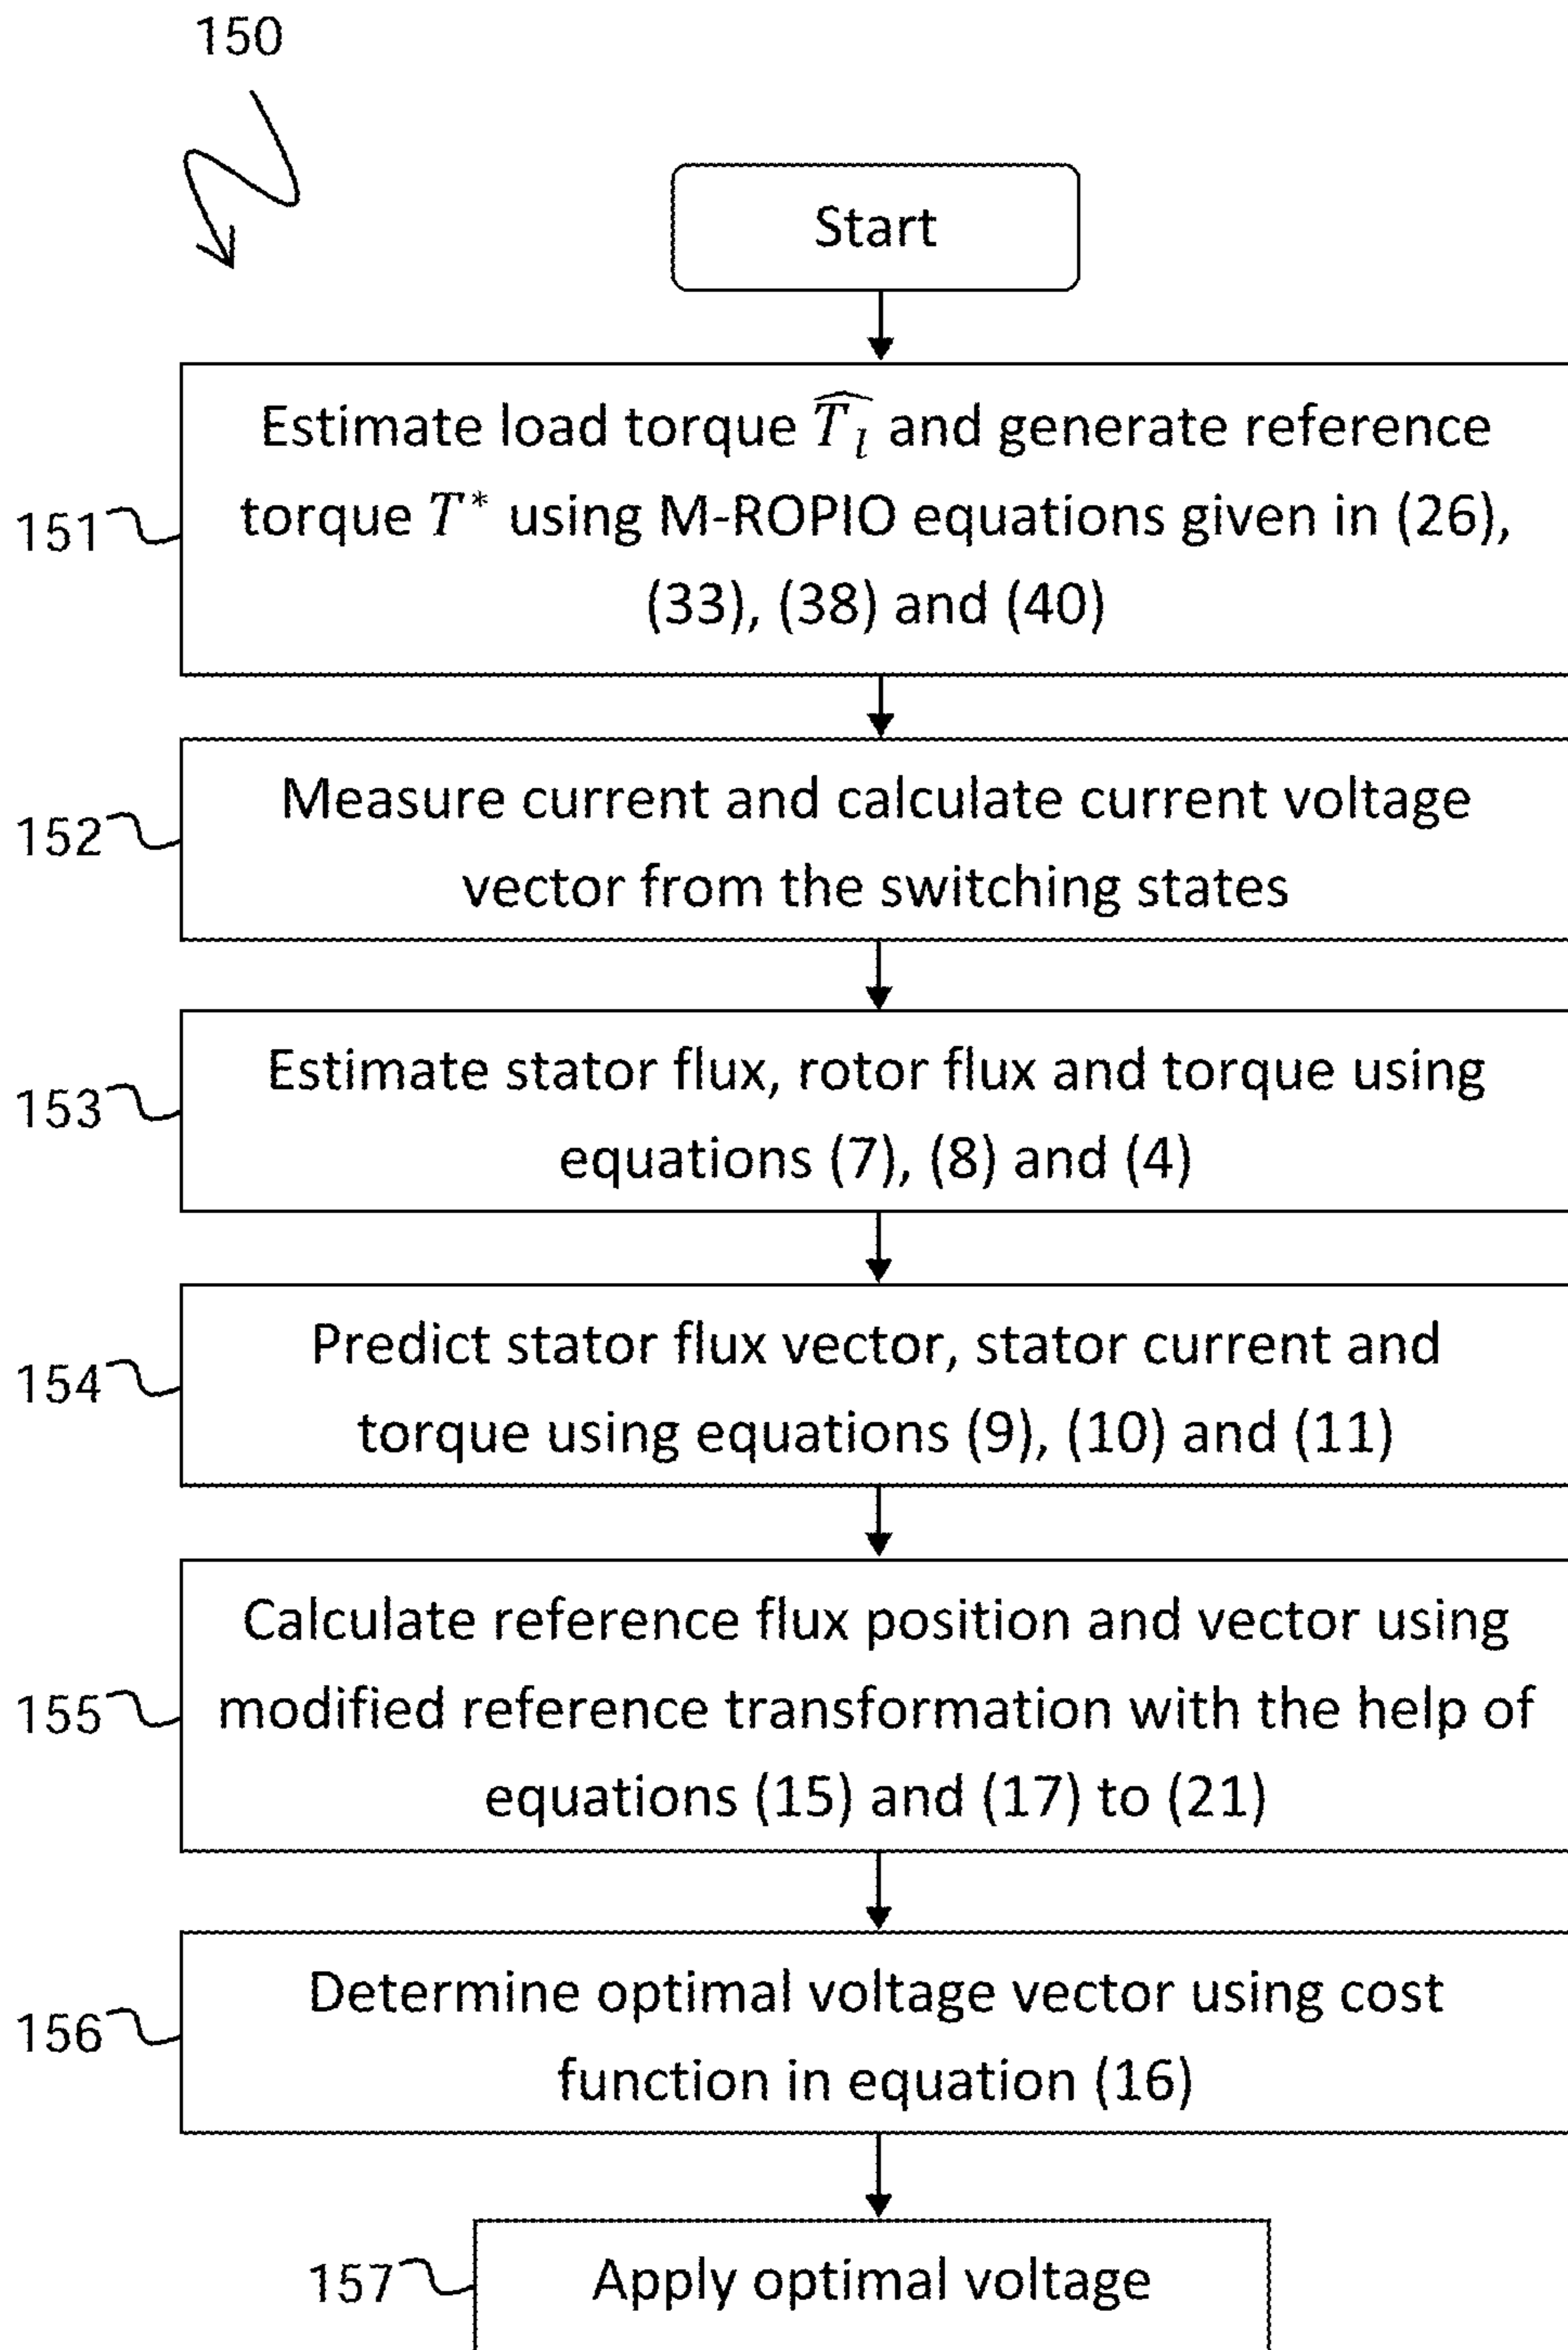 150
Start
Estimate load torque $\widehat{T_l}$ and generate reference
torque $T^*$ using M-ROPIO equations given in (26),
(33), (38) and (40)
151
Measure current and calculate current voltage
vector from the switching states
152
Estimate stator flux, rotor flux and torque using
equations (7), (8) and (4)
153
Predict stator flux vector, stator current and
torque using equations (9), (10) and (11)
154
Calculate reference flux position and vector using
modified reference transformation with the help of
equations (15) and (17) to (21)
155
Determine optimal voltage vector using cost
function in equation (16)
156
Apply optimal voltage
157